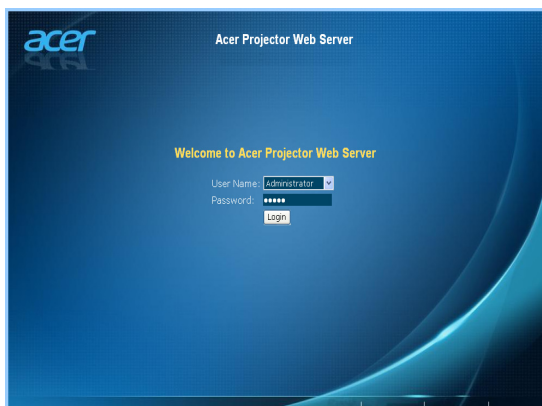 acer
Acer Projector Web Server
Welcome to Acer Projector Web Server
User Name: Administrator
Password: •••••
Login